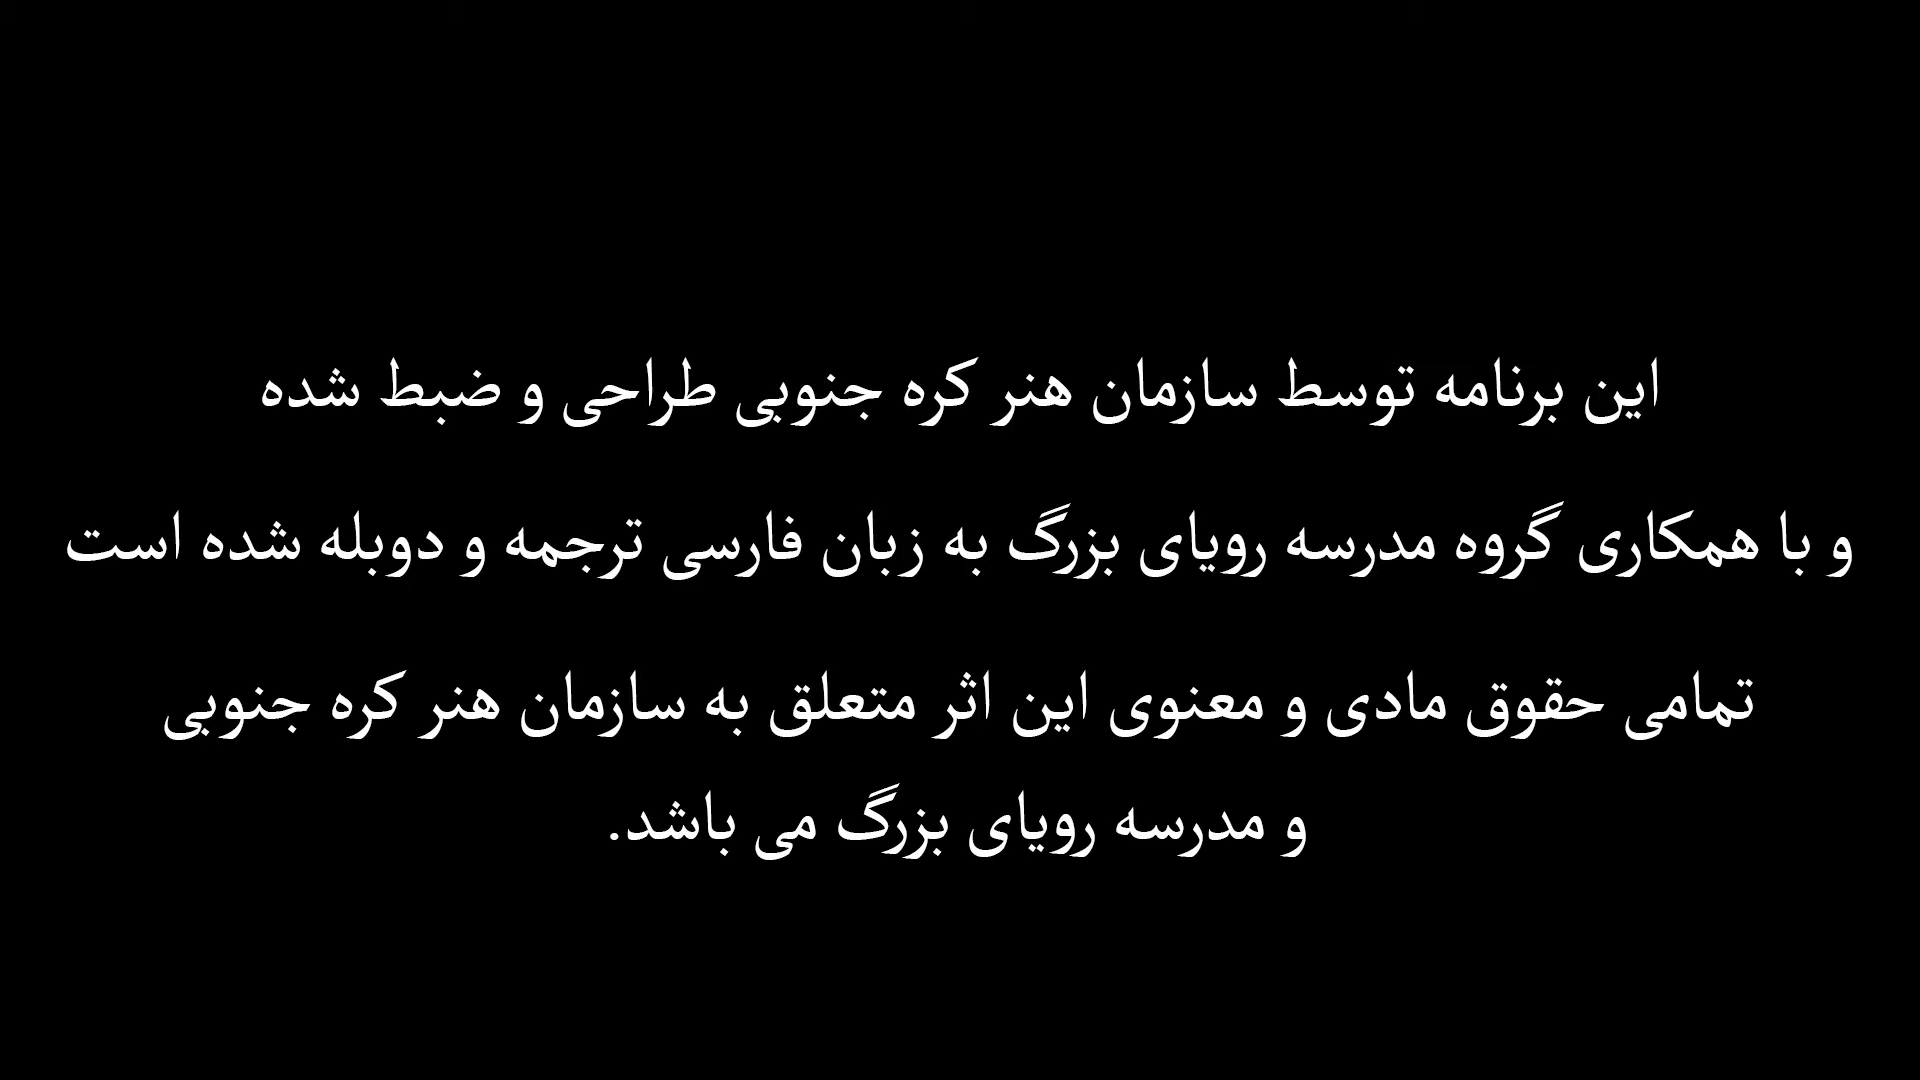 این برنامه توسط سازمان هنر کره جنوبی طراحی و ضبط شده
و با همکاری گروه مدرسه رویای بزرگ به زبان فارسی ترجمه و دوبله شده است
تمامی حقوق مادی و معنوی این اثر متعلق به سازمان هنر کره جنوبی
و مدرسه رویای بزرگ می باشد.